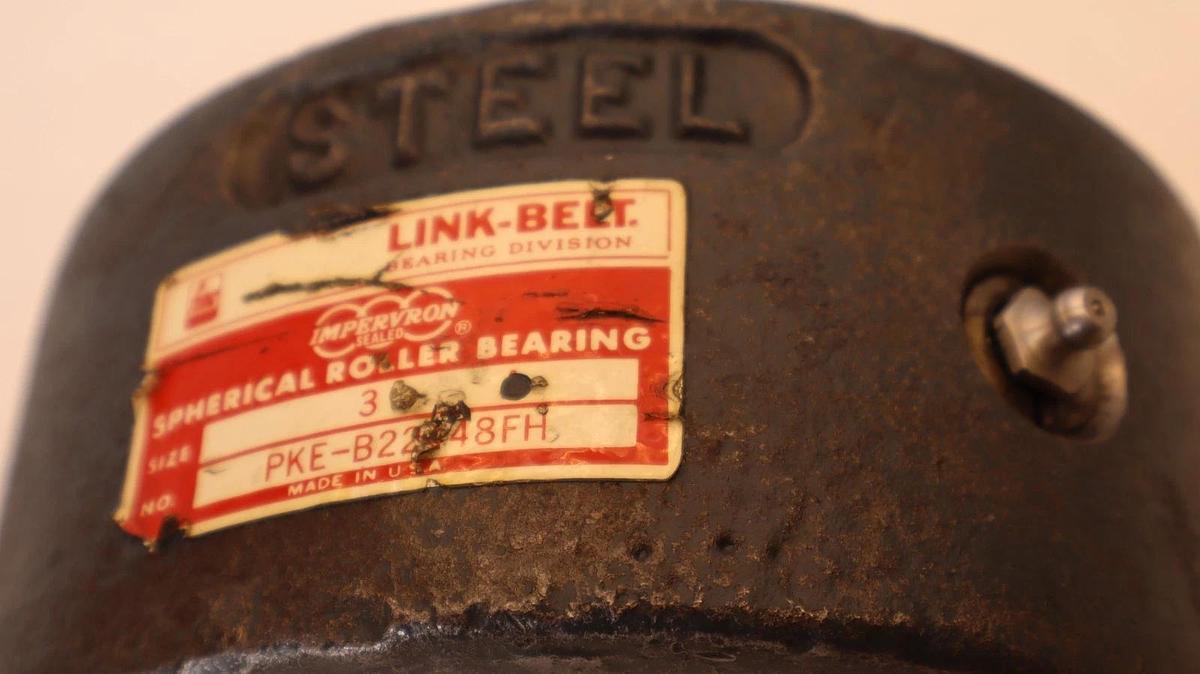 STEEL
LINK-BELT.
BEARING DIVISION
IMPERVRON
SEALED ®
SPHERICAL ROLLER BEARING
SIZE 3
NO.
MADE IN U.S.A